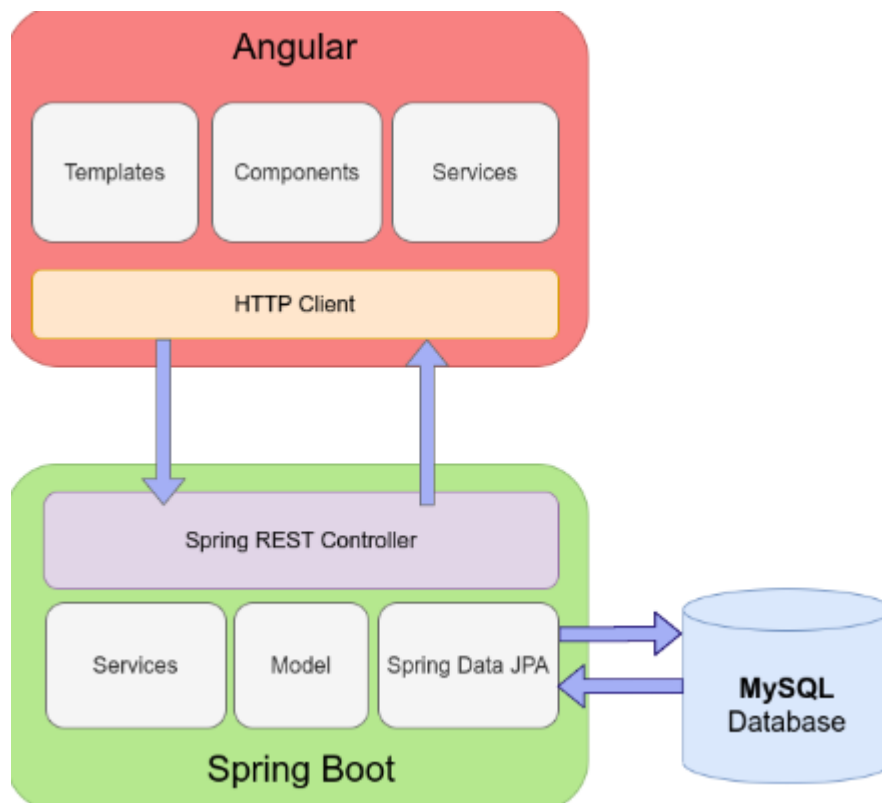 Angular
Templates
Components
Services
HTTP Client
Spring REST Controller
Services
Model
Spring Data JPA
MySQL
Database
Spring Boot